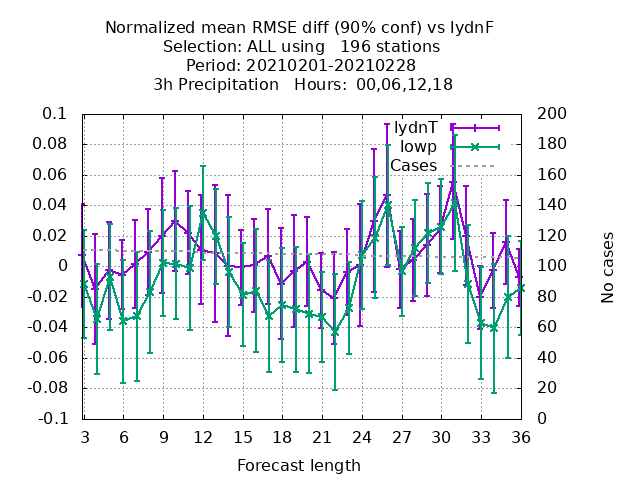 Normalized mean RMSE diff (90% conf) vs lydnF
Selection: ALL using   196 stations
Period: 20210201-20210228
3h Precipitation   Hours:  00,06,12,18
0.1
0.08
0.06
0.04
0.02
0
-0.02
-0.04
-0.06
-0.08
-0.1
lydnT
lowp
Cases
200
180
160
140
120
100
80
60
40
20
0
No cases
3 6 9 12 15 18 21 24 27 30 33 36
Forecast length